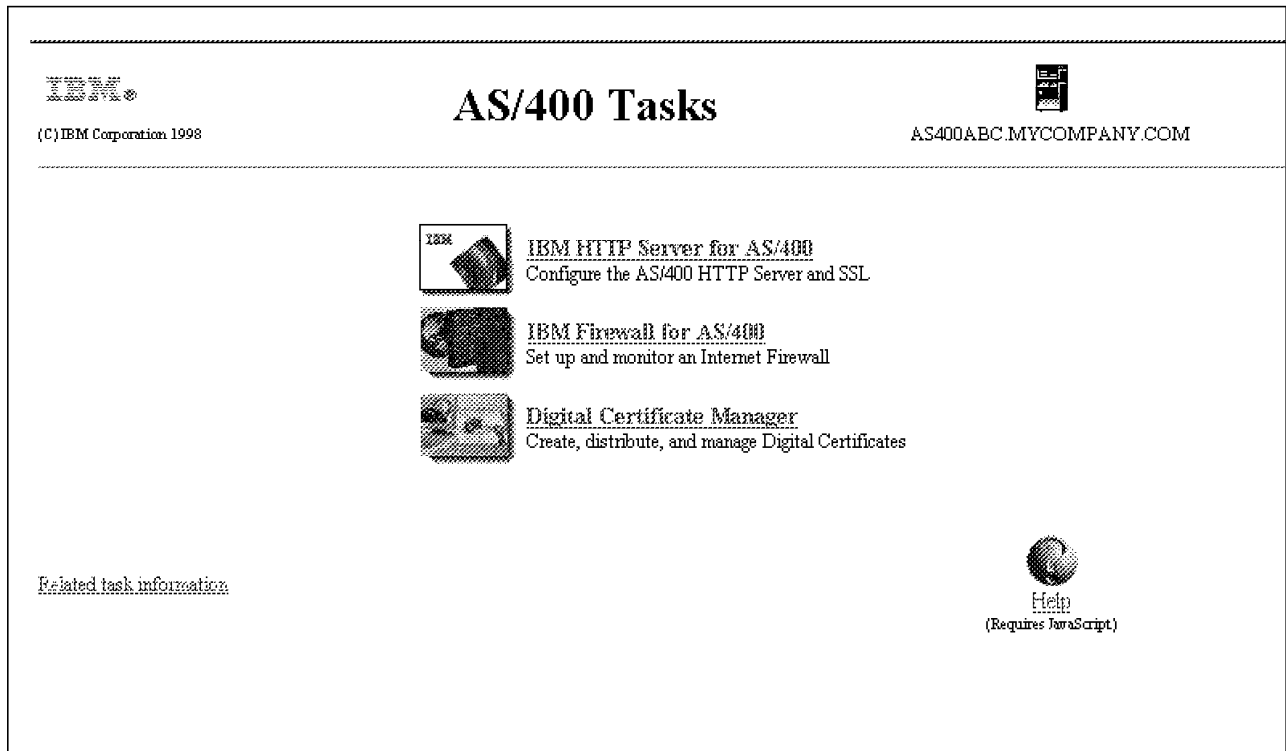 IBM®
AS/400 Tasks
(C) IBM Corporation 1998
AS400ABC.MYCOMPANY.COM
IBM
IBM HTTP Server for AS/400
Configure the AS/400 HTTP Server and SSL
IBM Firewall for AS/400
Set up and monitor an Internet Firewall
Digital Certificate Manager
Create, distribute, and manage Digital Certificates
Related task information
Help
(Requires JavaScript)